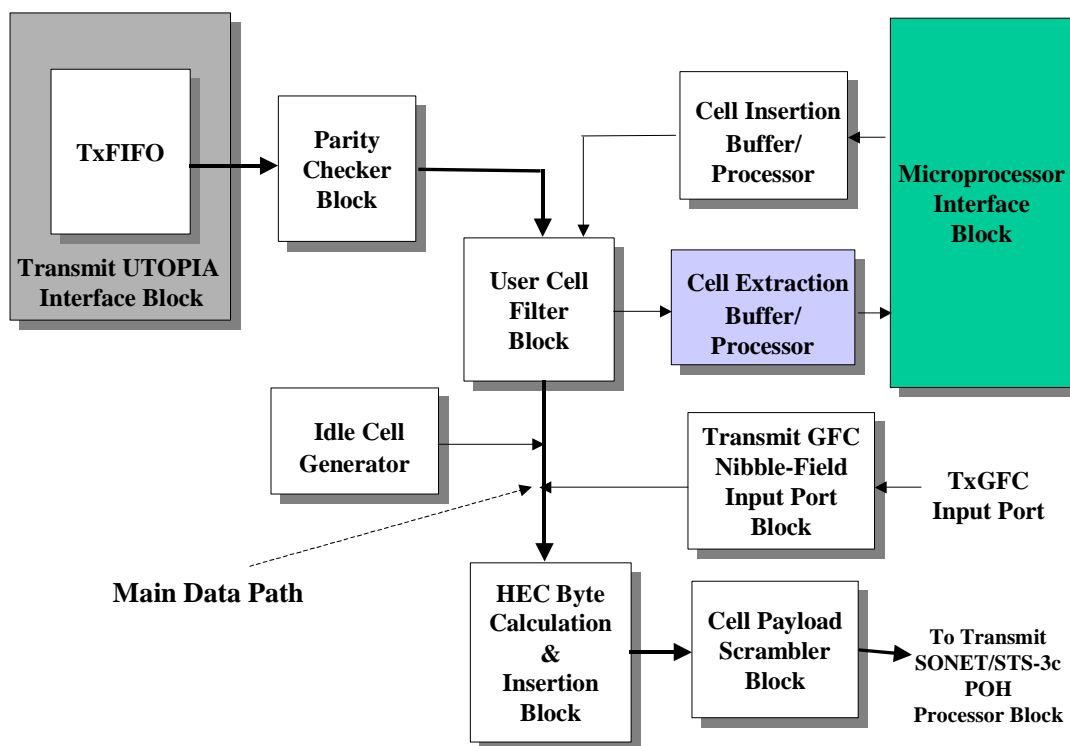 TxFIFO
Transmit UTOPIA
Interface Block
Parity
Checker
Block
Cell Insertion
Buffer/
Processor
Microprocessor
Interface
Block
User Cell
Filter
Block
Cell Extraction
Buffer/
Processor
Idle Cell
Generator
Transmit GFC
Nibble-Field
Input Port
Block
TxGFC
Input Port
Main Data Path
HEC Byte
Calculation
&
Insertion
Block
Cell Payload
Scrambler
Block
To Transmit
SONET/STS-3c
POH
Processor Block